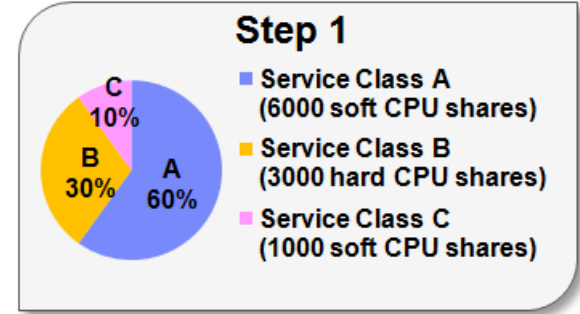 Step 1
C
10%
B
30%
A
60%
Service Class A
(6000 soft CPU shares)
Service Class B
(3000 hard CPU shares)
Service Class C
(1000 soft CPU shares)